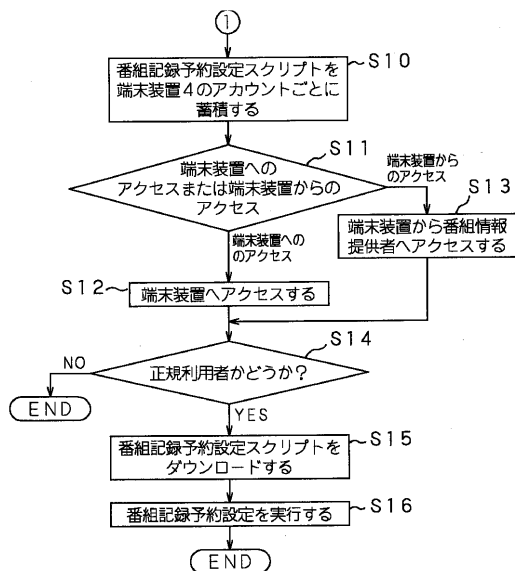 1
番組記録予約設定スクリプトを
端末装置4のアカウントごとに
蓄積する
S10
端末装置への
アクセスまたは端末装置からの
アクセス
S11
端末装置から
のアクセス
S13
端末装置から番組情報
提供者へアクセスする
端末装置への
のアクセス
S12
端末装置へアクセスする
S14
正規利用者かどうか?
NO
END
YES
番組記録予約設定スクリプトを
ダウンロードする
S15
番組記録予約設定を実行する
S16
END